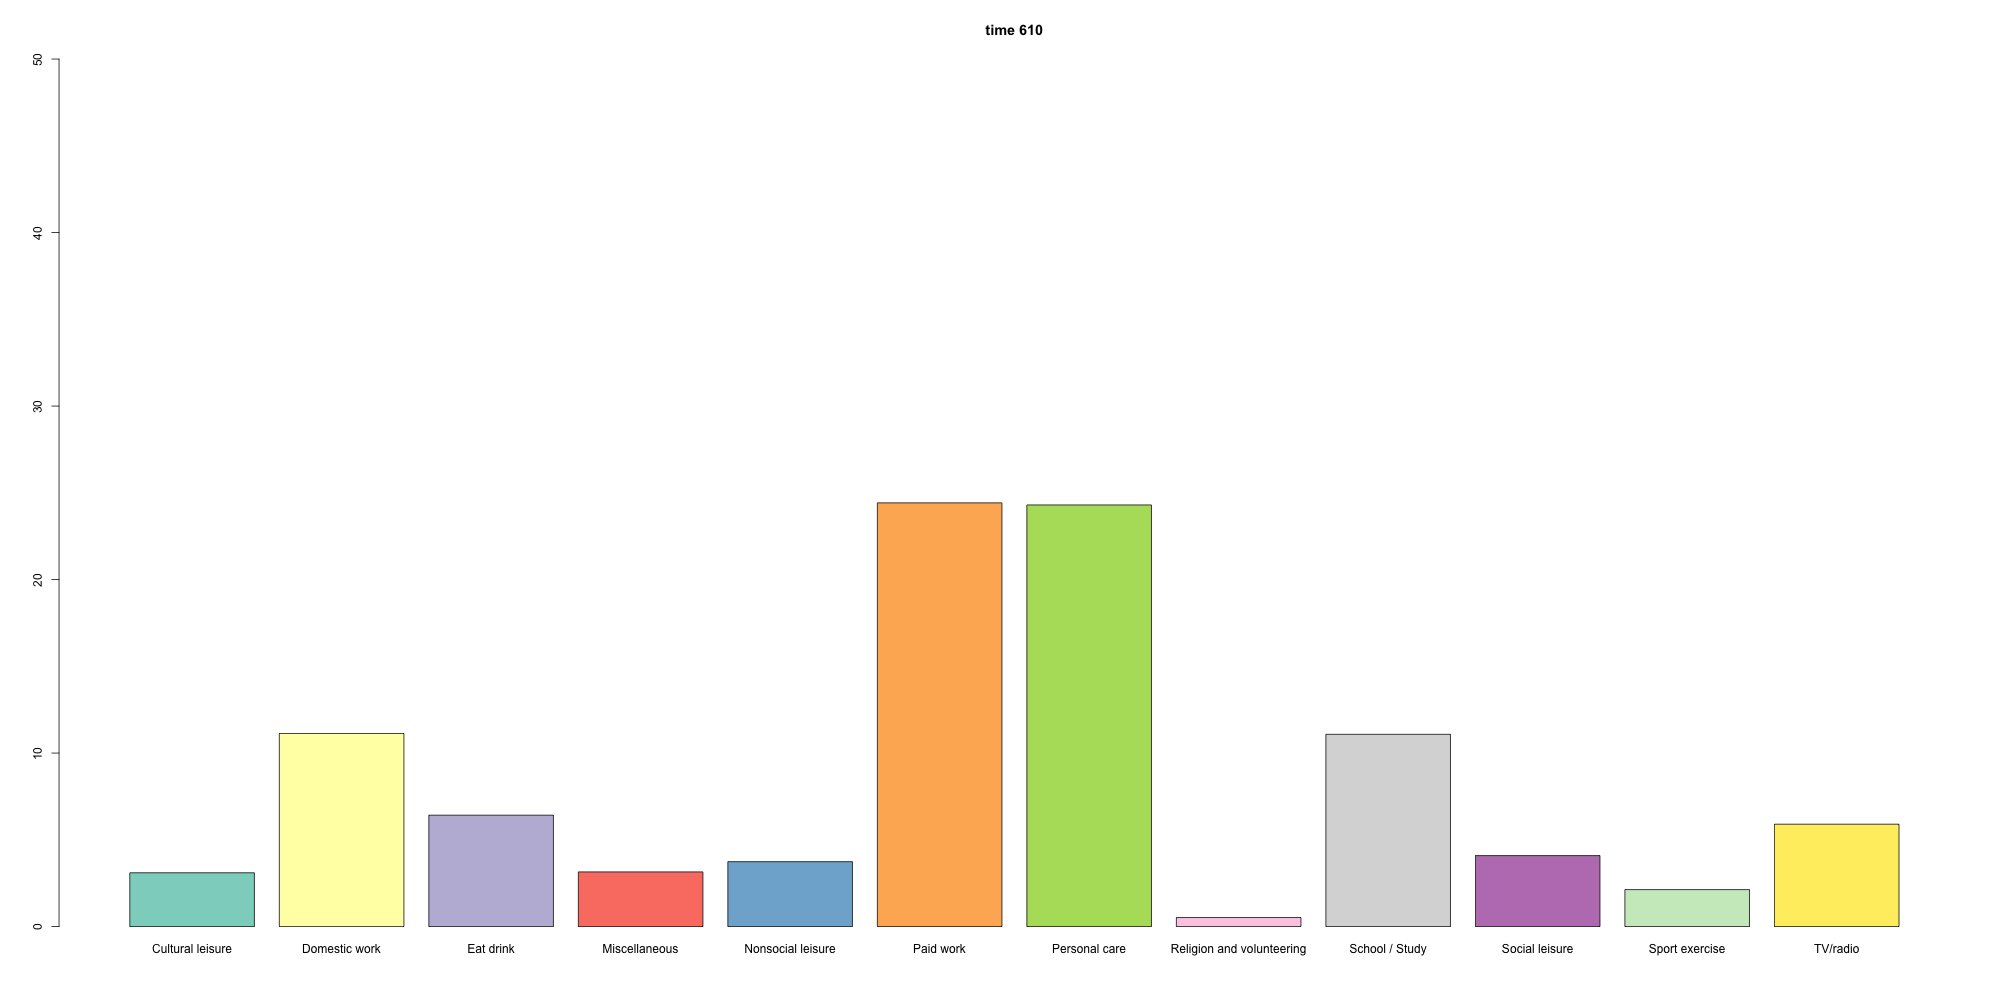 time 610
50
40
30
20
10
0
Cultural leisure
Domestic work
Eat drink
Miscellaneous
Nonsocial leisure
Paid work
Personal care
Religion and volunteering
School / Study
Social leisure
Sport exercise
TV/radio